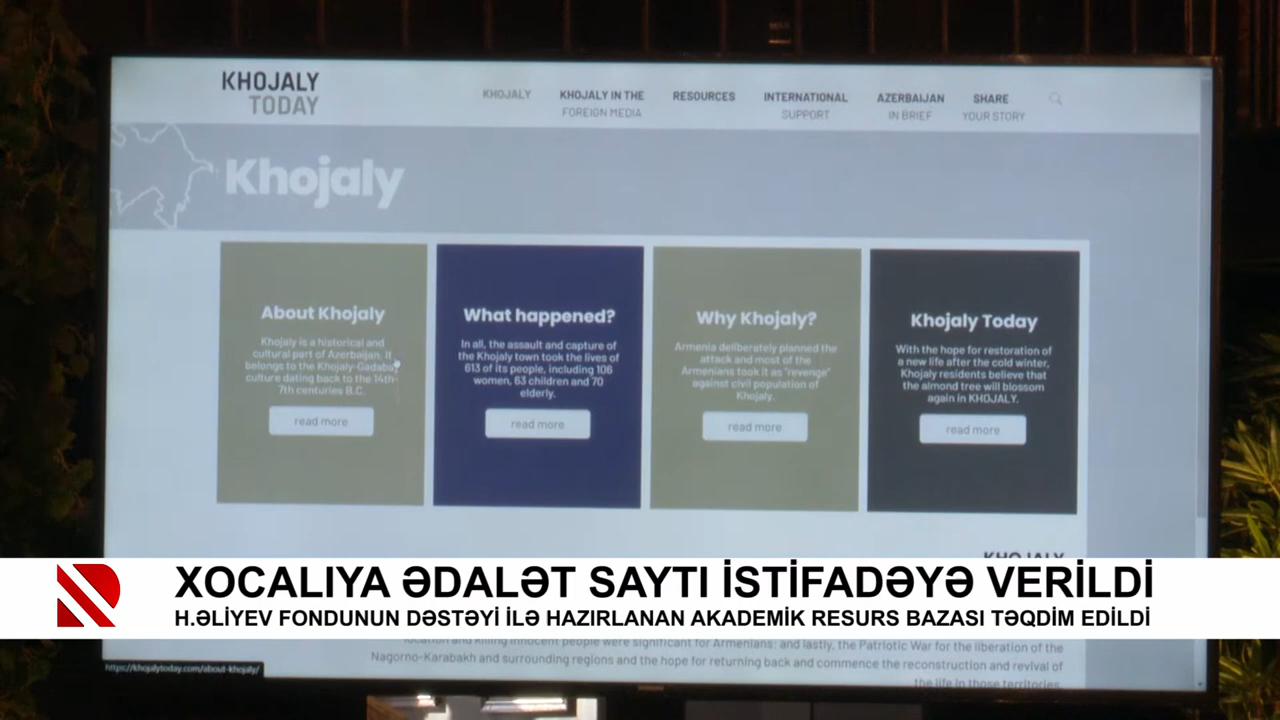 KHOJALY
TODAY
KHOJALY
KHOJALY IN THE
FOREIGN MEDIA
RESOURCES
INTERNATIONAL
SUPPORT
AZERBAIJAN
IN BRIEF
SHARE
YOUR STORY
Khojaly
About Khojaly
Khojaly is a historical and
cultural part of Azerbaijan. It
belongs to the Khojaly-Gadabay
culture dating back to the 14th-
7th centuries B.C.
read more
What happened?
In all, the assault and capture of
the Khojaly town took the lives of
613 of its people, including 106
women, 63 children and 70
elderly.
read more
Why Khojaly?
Armenia deliberately planned the
attack and most of the
Armenians took it as "revenge"
against civil population of
Khojaly.
read more
Khojaly Today
With the hope for restoration of
a new life after the cold winter,
Khojaly residents believe that
the almond tree will blossom
again in KHOJALY.
read more
KHOJALY
XOCALIYA ƏDALƏT SAYTI İSTİFADƏYƏ VERİLDİ
H.ƏLİYEV FONDUNUN DƏSTƏYİ İLƏ HAZIRLANAN AKADEMİK RESURS BAZASI TƏQDİM EDİLDİ
location and killing innocent people were significant for Armenians: and lastly, the Patriotic War for the liberation of the
Nagorno-Karabakh and surrounding regions and the hope for returning back and commence the reconstruction and revival of
the life in those territories.
https://khojalytoday.com/about-khojaly/